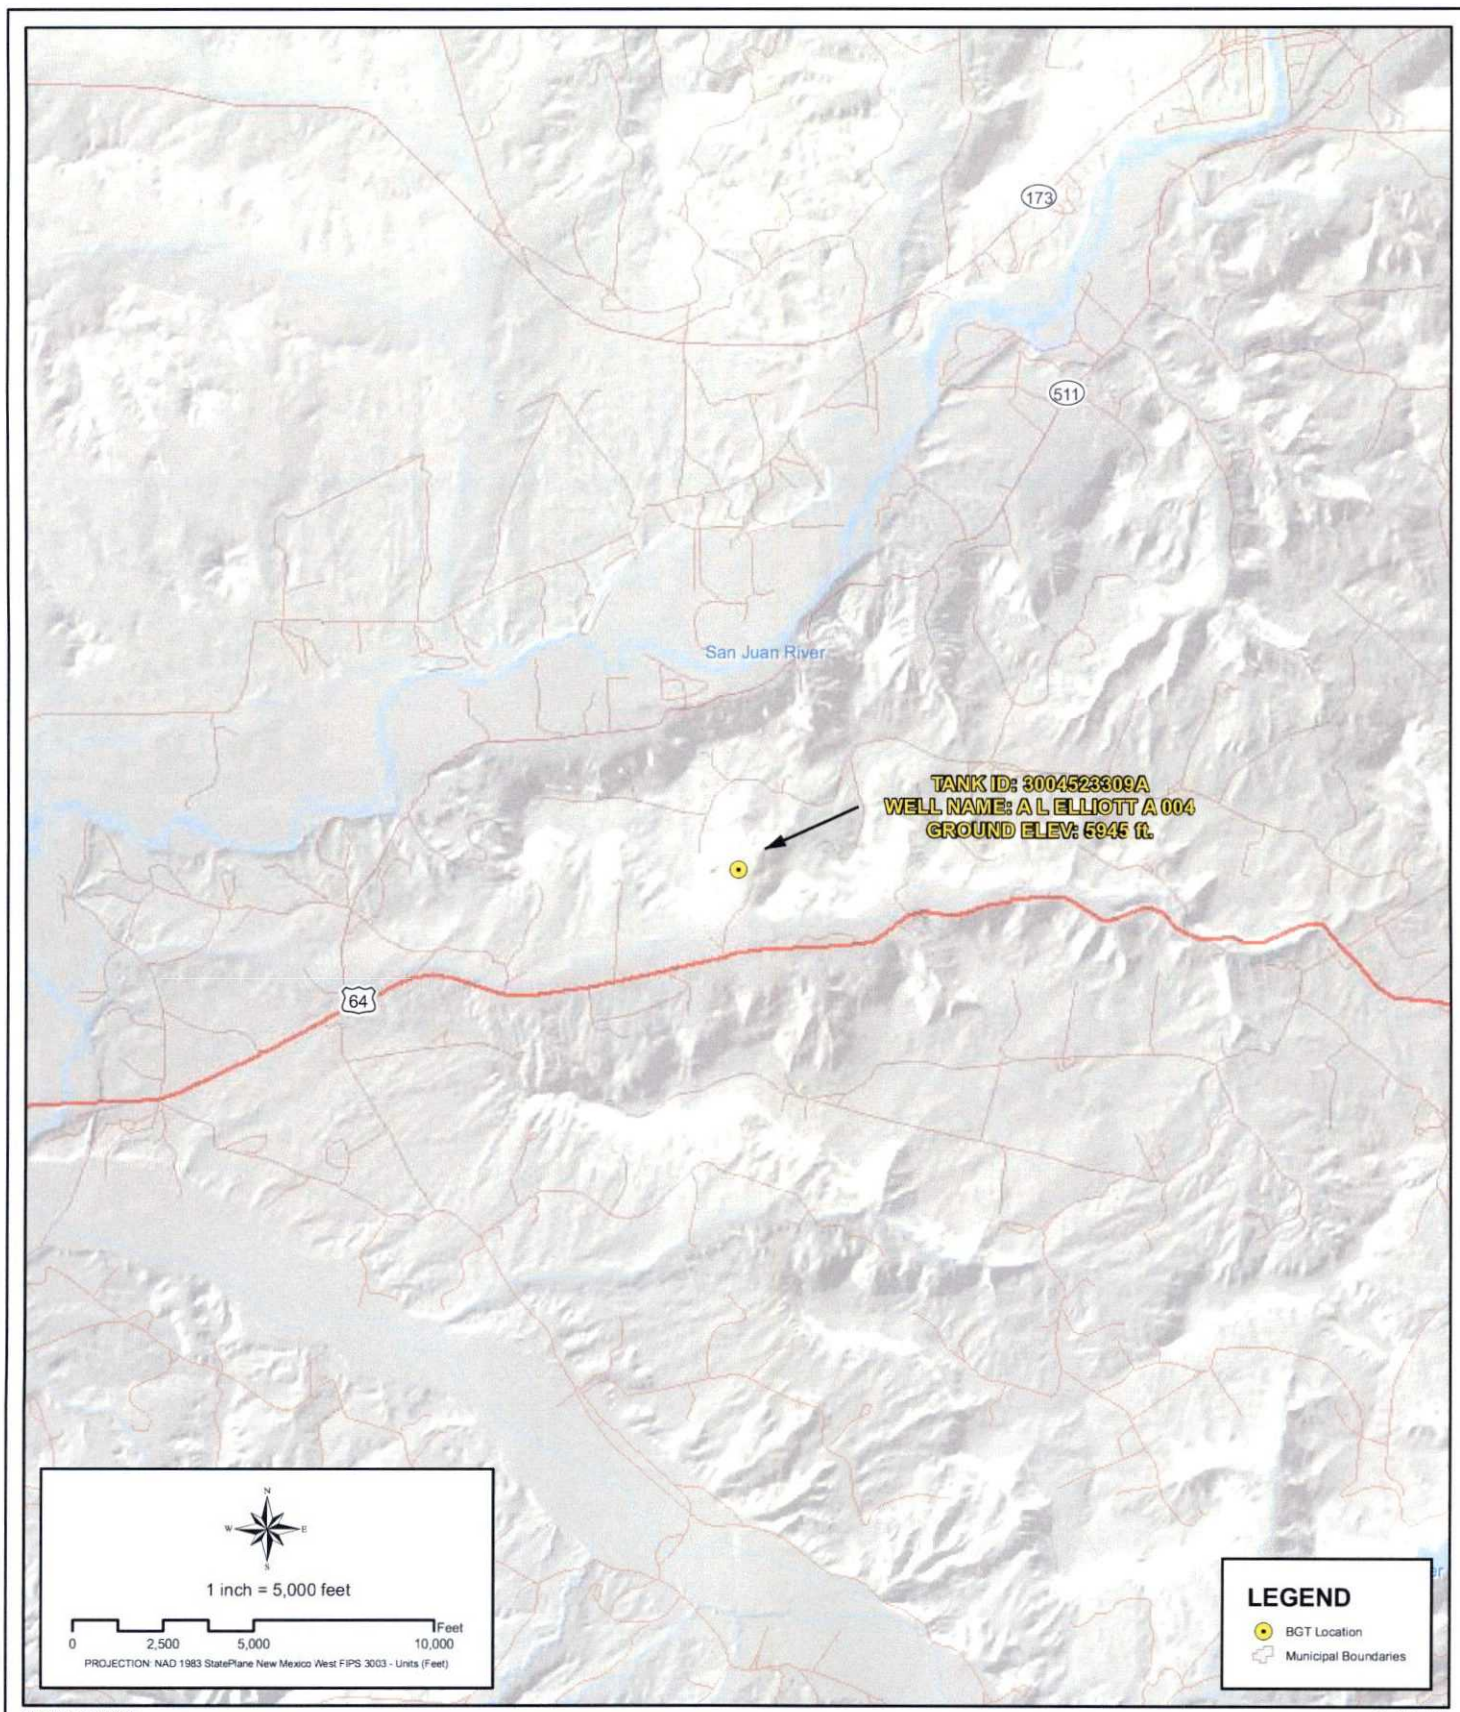 173
511
San Juan River
TANK ID: 3004523309A
WELL NAME: A L ELLIOTT A 004
GROUND ELEV: 5945 ft.
64
N
W E
S
1 inch = 5,000 feet
Feet
0 2,500 5,000 10,000
PROJECTION: NAD 1983 StatePlane New Mexico West FIPS 3003 - Units (Feet)
er
LEGEND
BGT Location
Municipal Boundaries